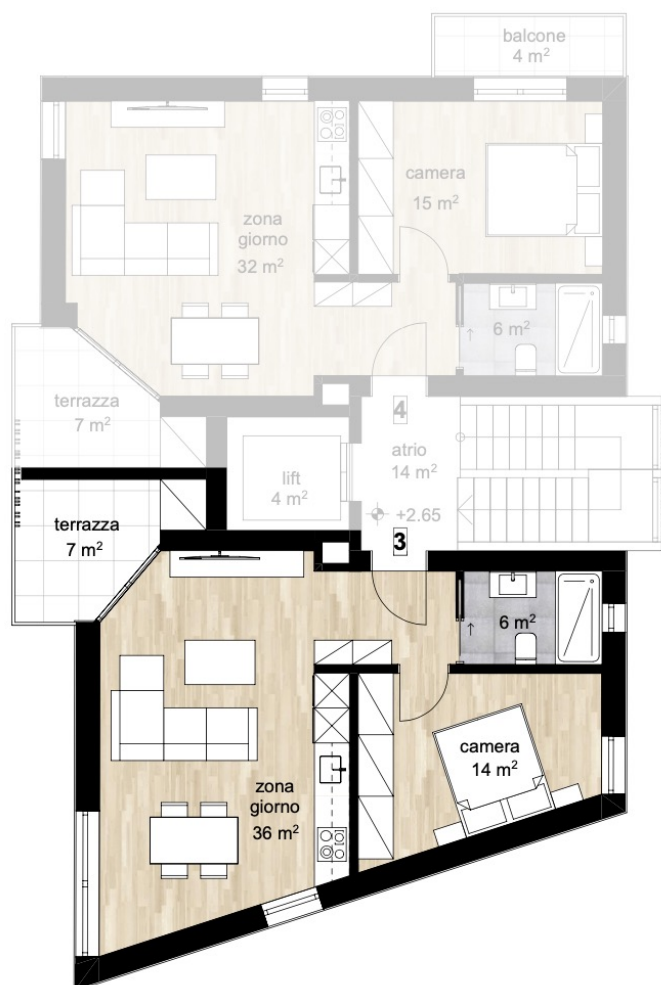 balcone
4 m²
camera
15 m²
zona
giorno
32 m²
6 m²
terrazza
7 m²
4
atrio
14 m²
lift
4 m²
+2.65
3
terrazza
7 m²
6 m²
camera
14 m²
zona
giorno
36 m²